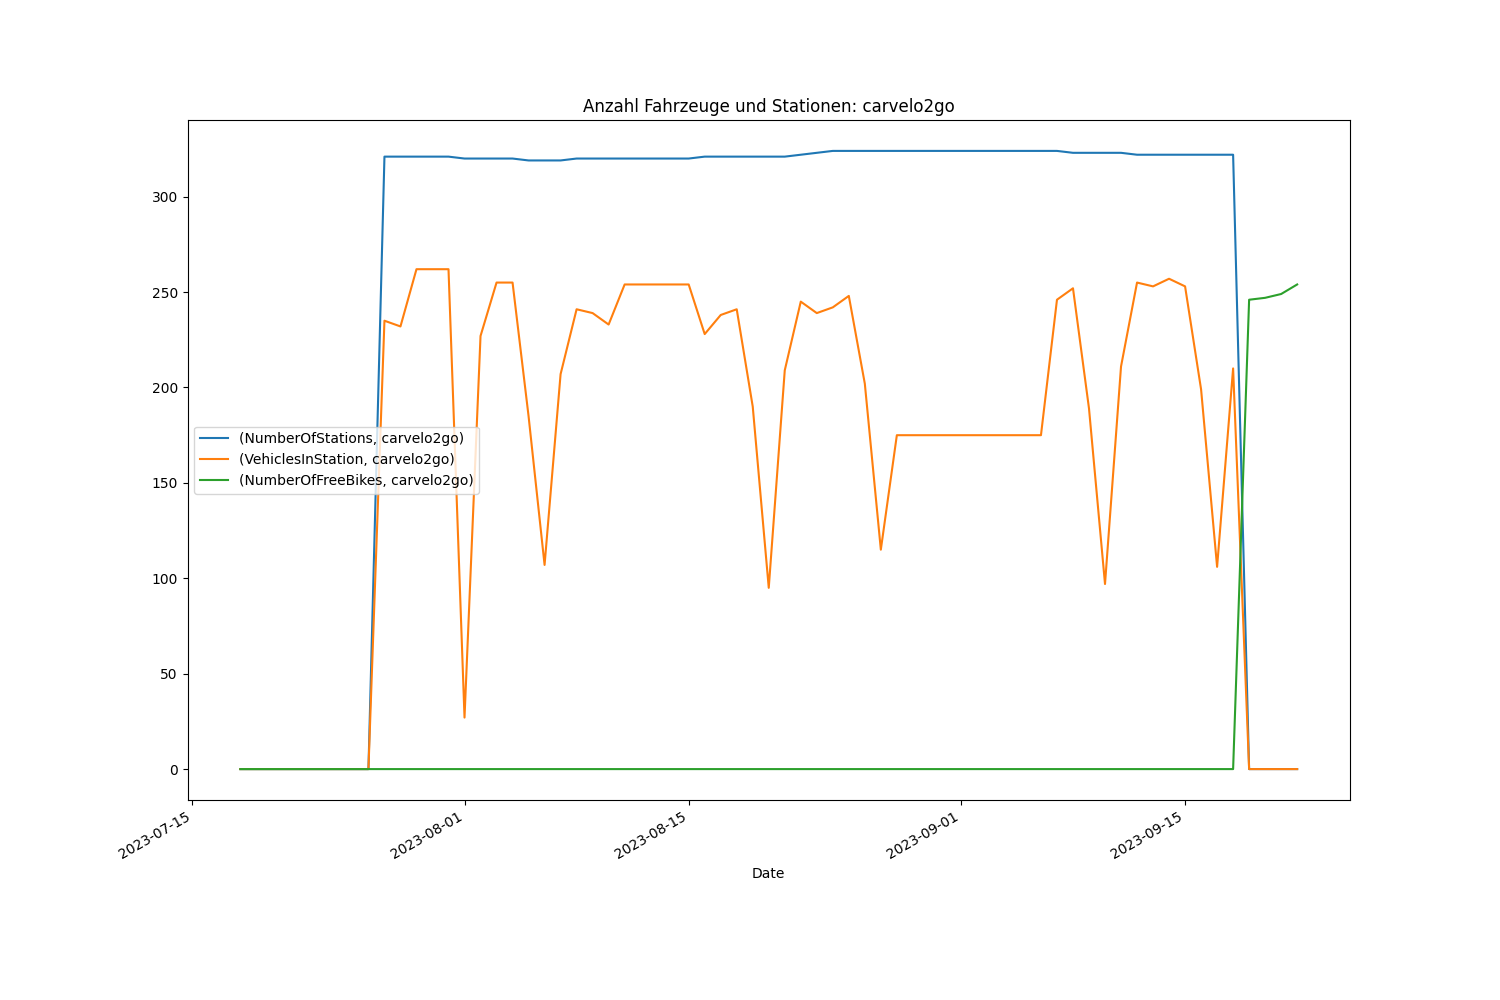 Anzahl Fahrzeuge und Stationen: carvelo2go
300
250
200
150
100
50
0
(NumberOfStations, carvelo2go)
(VehiclesInStation, carvelo2go)
(NumberOfFreeBikes, carvelo2go)
2023-07-15
2023-08-01
2023-08-15
2023-09-01
2023-09-15
Date